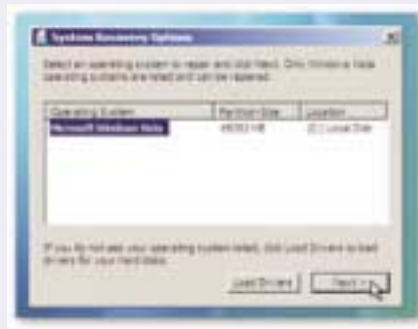 System Recovery Options
Select an operating system to repair and click Next. Only Windows Vista
operating systems are listed and can be repaired.
Operating System Partition Size Location
Microsoft Windows Vista MB (C:) Local Disk
If you do not see your operating system listed, click Load Drivers to load
drivers for your hard disks.
Load Drivers Next >